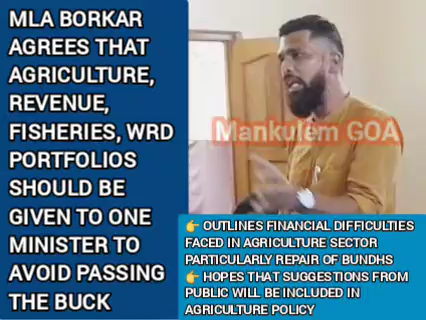 MLA BORKAR
AGREES THAT
AGRICULTURE,
REVENUE,
FISHERIES, WRD
PORTFOLIOS
SHOULD BE
GIVEN TO ONE
MINISTER TO
AVOID PASSING
THE BUCK
Mankulem GOA
👉 OUTLINES FINANCIAL DIFFICULTIES
FACED IN AGRICULTURE SECTOR
PARTICULARLY REPAIR OF BUNDHS
👉 HOPES THAT SUGGESTIONS FROM
PUBLIC WILL BE INCLUDED IN
AGRICULTURE POLICY